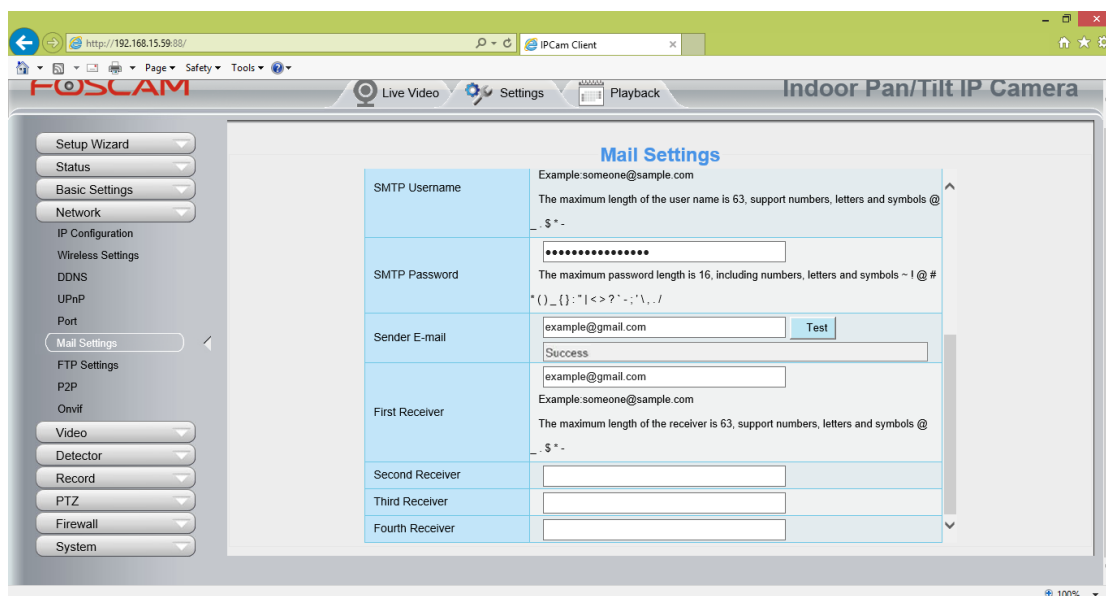 http://192.168.15.59:88/
IPCam Client
Page Safety Tools
FOSCAM
Live Video Settings Playback
Indoor Pan/Tilt IP Camera
Setup Wizard
Status
Basic Settings
Network
IP Configuration
Wireless Settings
DDNS
UPnP
Port
Mail Settings
FTP Settings
P2P
Onvif
Video
Detector
Record
PTZ
Firewall
System
Mail Settings
SMTP Username
Example:someone@sample.com
The maximum length of the user name is 63, support numbers, letters and symbols @
_ . $ * -
SMTP Password
••••••••••••••••
The maximum password length is 16, including numbers, letters and symbols ~ ! @ #
* ( ) _ { } : " | < > ? ` - ; ' \ , . /
Sender E-mail
example@gmail.com
Test
Success
First Receiver
example@gmail.com
Example:someone@sample.com
The maximum length of the receiver is 63, support numbers, letters and symbols @
_ . $ * -
Second Receiver
Third Receiver
Fourth Receiver
100%